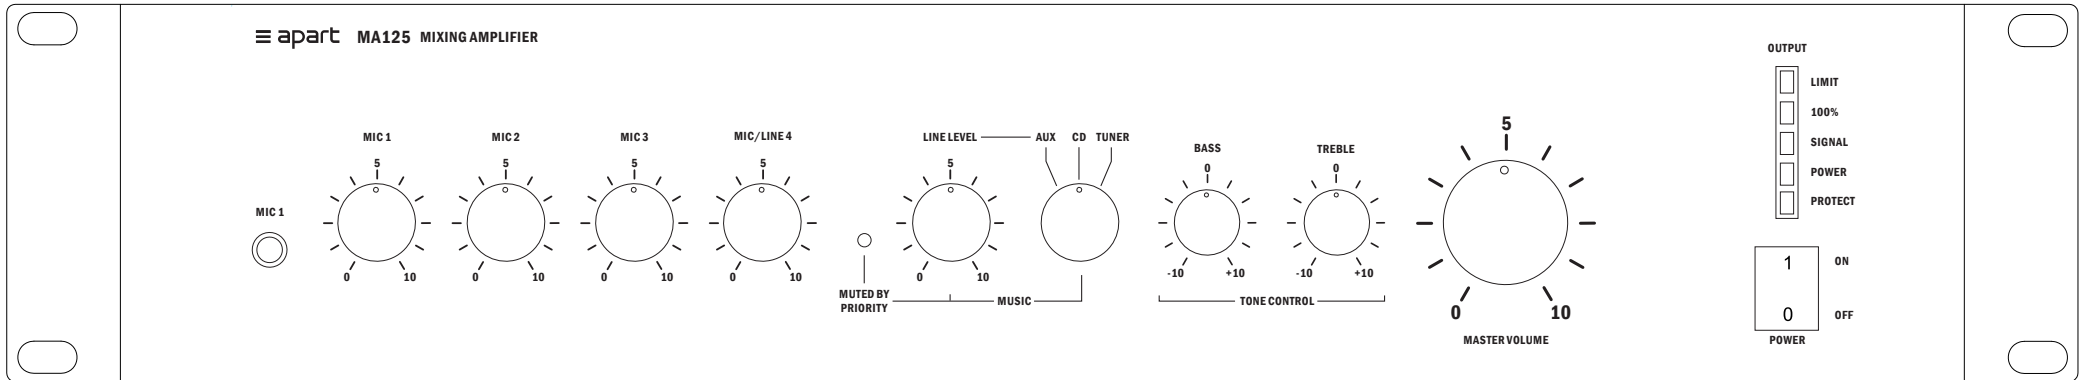 apart MA125 MIXING AMPLIFIER
OUTPUT
LIMIT
100%
SIGNAL
POWER
PROTECT
MIC 1
MIC 1
5
0 10
MIC 2
5
0 10
MIC 3
5
0 10
MIC/LINE 4
5
0 10
MUTED BY
PRIORITY
LINE LEVEL
5
0 10
AUX CD TUNER
MUSIC
BASS
0
-10 +10
TREBLE
0
-10 +10
TONE CONTROL
5
0 10
MASTER VOLUME
1 ON
0 OFF
POWER